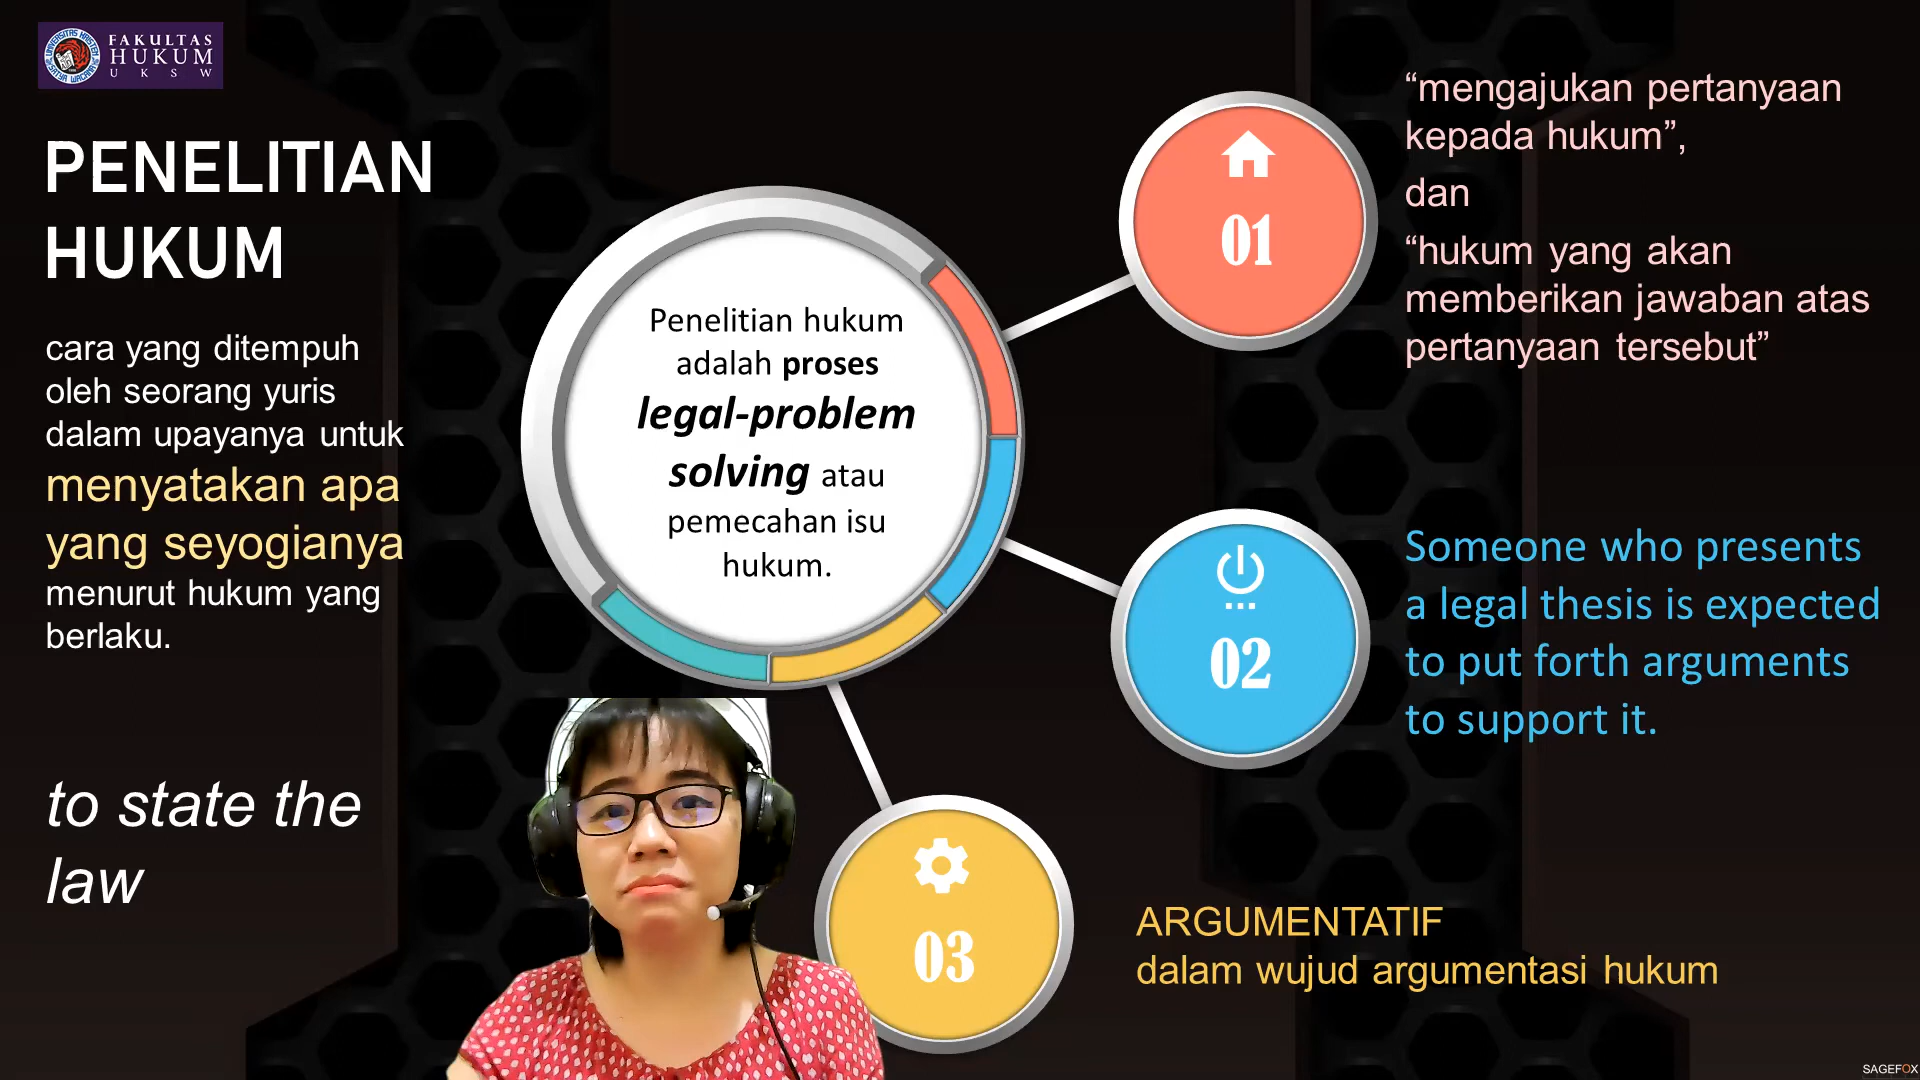 FAKULTAS
HUKUM
UKSW
PENELITIAN
HUKUM
cara yang ditempuh
oleh seorang yuris
dalam upayanya untuk
menyatakan apa
yang seyogianya
menurut hukum yang
berlaku.
to state the
law
Penelitian hukum
adalah proses
legal-problem
solving atau
pemecahan isu
hukum.
01
“mengajukan pertanyaan
kepada hukum”,
dan
“hukum yang akan
memberikan jawaban atas
pertanyaan tersebut”
02
Someone who presents
a legal thesis is expected
to put forth arguments
to support it.
03
ARGUMENTATIF
dalam wujud argumentasi hukum
SAGEFOX